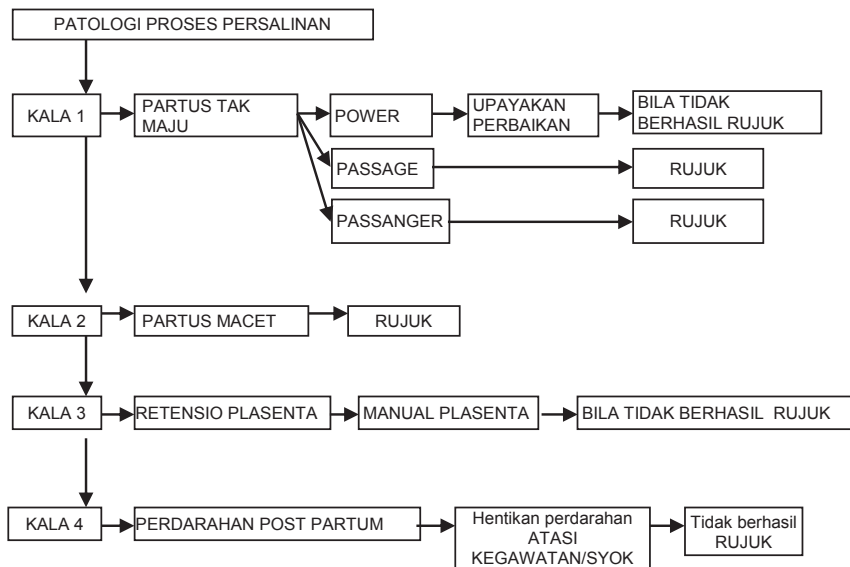 PATOLOGI PROSES PERSALINAN
KALA 1
PARTUS TAK
MAJU
POWER
UPAYAKAN
PERBAIKAN
BILA TIDAK
BERHASIL RUJUK
PASSAGE
RUJUK
PASSANGER
RUJUK
KALA 2
PARTUS MACET
RUJUK
KALA 3
RETENSIO PLASENTA
MANUAL PLASENTA
BILA TIDAK BERHASIL RUJUK
KALA 4
PERDARAHAN POST PARTUM
Hentikan perdarahan
ATASI
KEGAWATAN/SYOK
Tidak berhasil
RUJUK